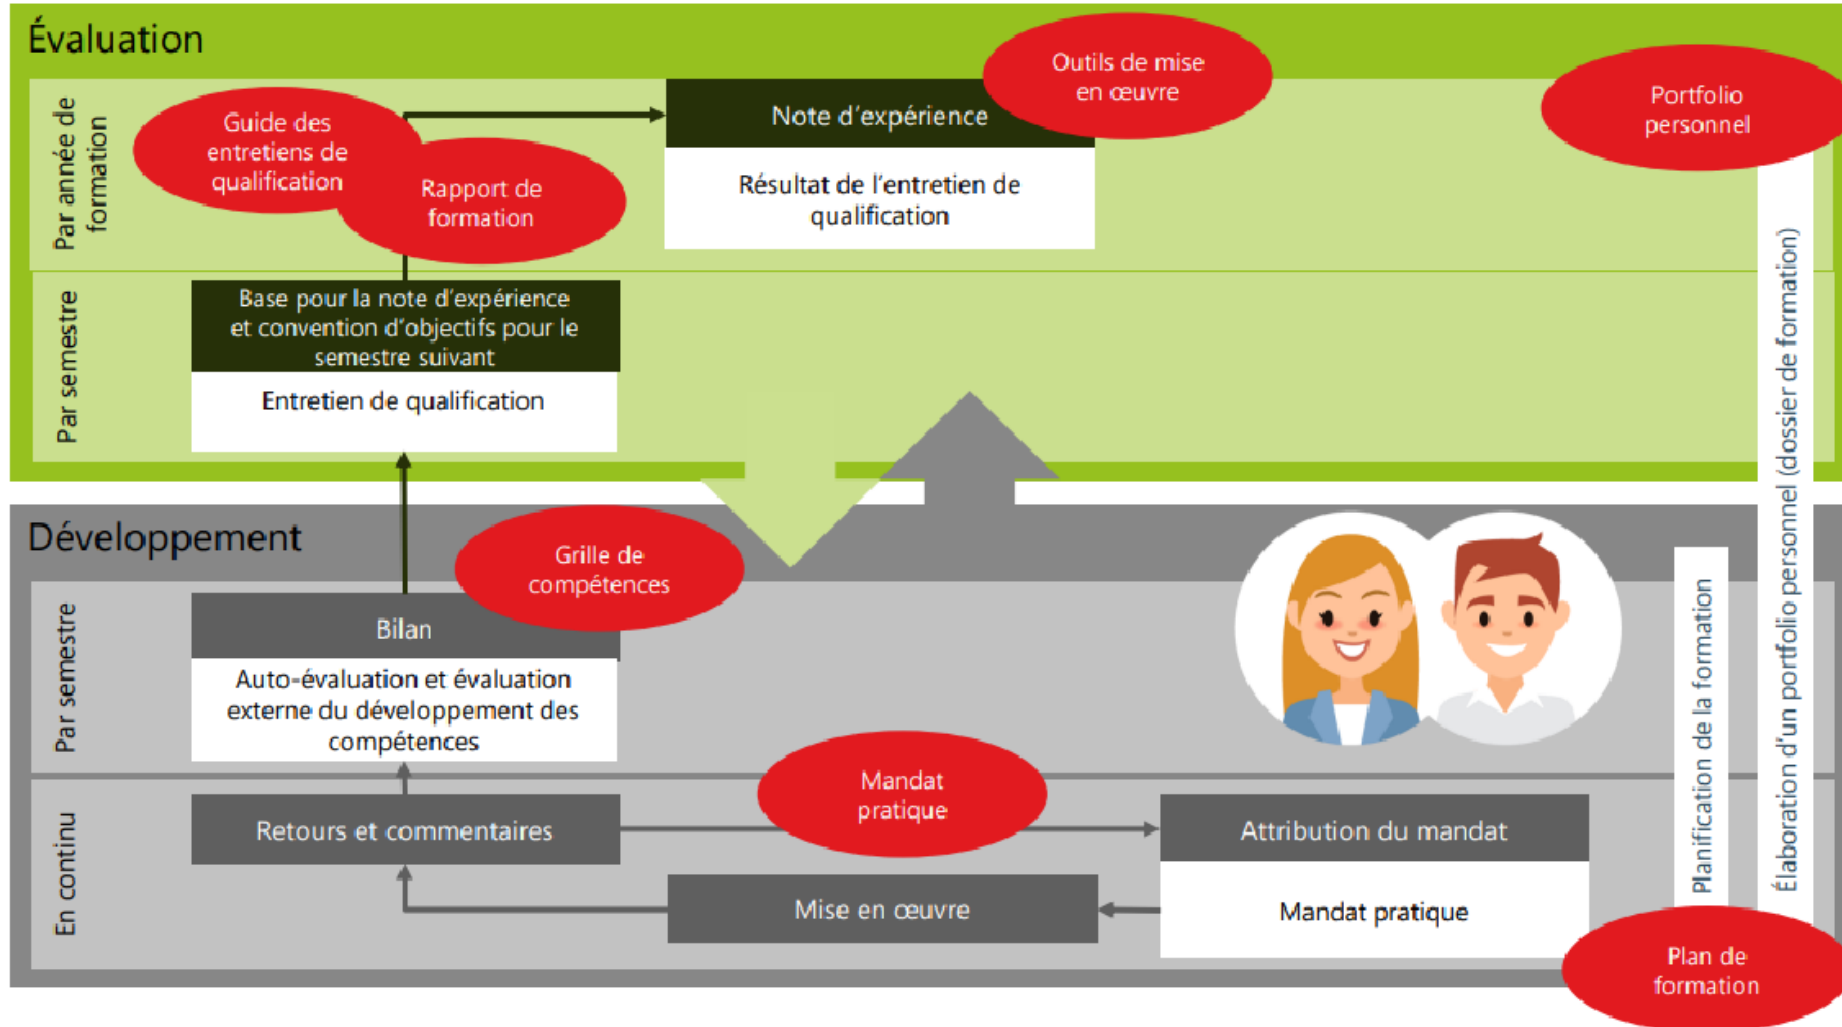 Évaluation
Par année de
formation
Guide des
entretiens de
qualification
Rapport de
formation
Note d'expérience
Résultat de l'entretien de
qualification
Outils de mise
en œuvre
Portfolio
personnel
Par semestre
Base pour la note d'expérience
et convention d'objectifs pour le
semestre suivant
Entretien de qualification
Développement
Par semestre
Grille de
compétences
Bilan
Auto-évaluation et évaluation
externe du développement des
compétences
En continu
Retours et commentaires
Mandat
pratique
Attribution du mandat
Mandat pratique
Mise en œuvre
Planification de la formation
Élaboration d'un portfolio personnel (dossier de formation)
Plan de
formation